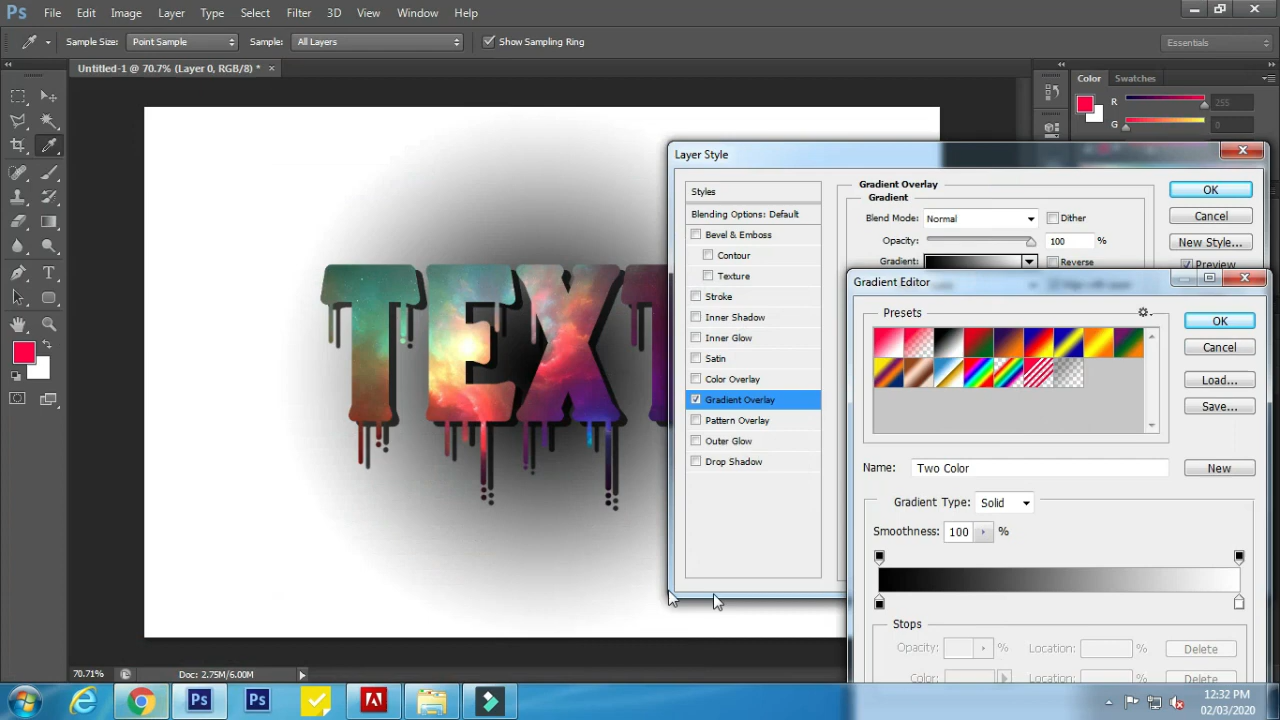 Ps File Edit Image Layer Type Select Filter 3D View Window Help
Sample Size: Point Sample Sample: All Layers Show Sampling Ring Essentials
Untitled-1 @ 70.7% (Layer 0, RGB/8) *
Color Swatches
R 255
G 0
TEXT
Layer Style
Styles
Blending Options: Default
Bevel & Emboss
Contour
Texture
Stroke
Inner Shadow
Inner Glow
Satin
Color Overlay
Gradient Overlay
Pattern Overlay
Outer Glow
Drop Shadow
Gradient Overlay
Gradient
Blend Mode: Normal Dither
Opacity: 100 %
Gradient: Reverse
OK
Cancel
New Style...
Preview
Gradient Editor
Presets
OK
Cancel
Load...
Save...
Name: Two Color
New
Gradient Type: Solid
Smoothness: 100 %
Stops
Opacity: % Location: % Delete
Color: Location: % Delete
70.71% Doc: 2.75M/6.00M
Ps Ps
12:32 PM
02/03/2020